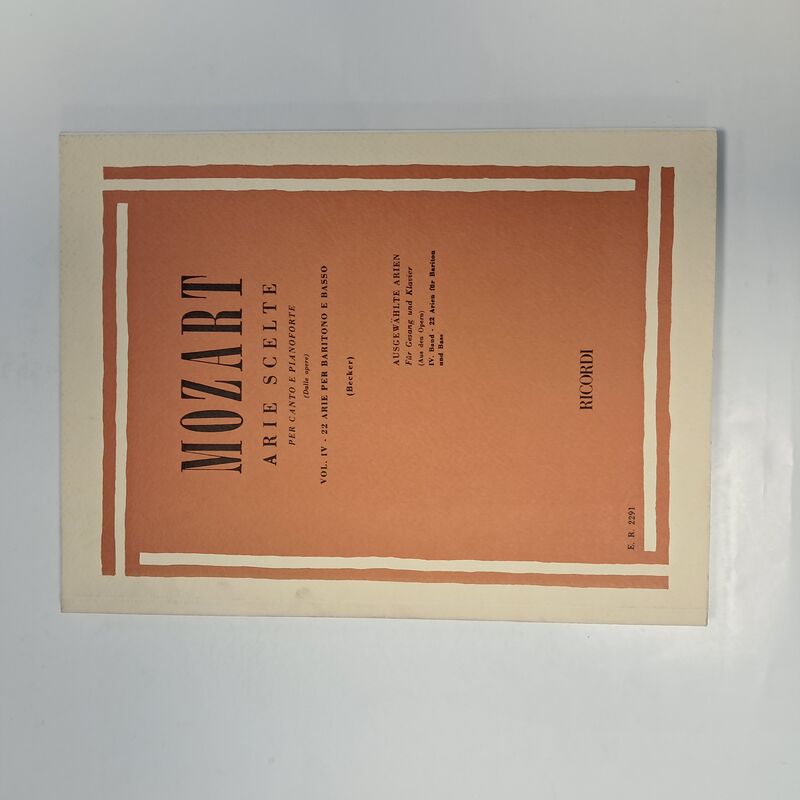 MOZART
ARIE SCELTE
PER CANTO E PIANOFORTE
(Dalle opere)
VOL. IV - 22 ARIE PER BARITONO E BASSO
(Becker)
AUSGEWÄHLTE ARIEN
Für Gesang und Klavier
(Aus den Opern)
IV. Band - 22 Arien für Bariton
und Bass
RICORDI
E. R. 2291